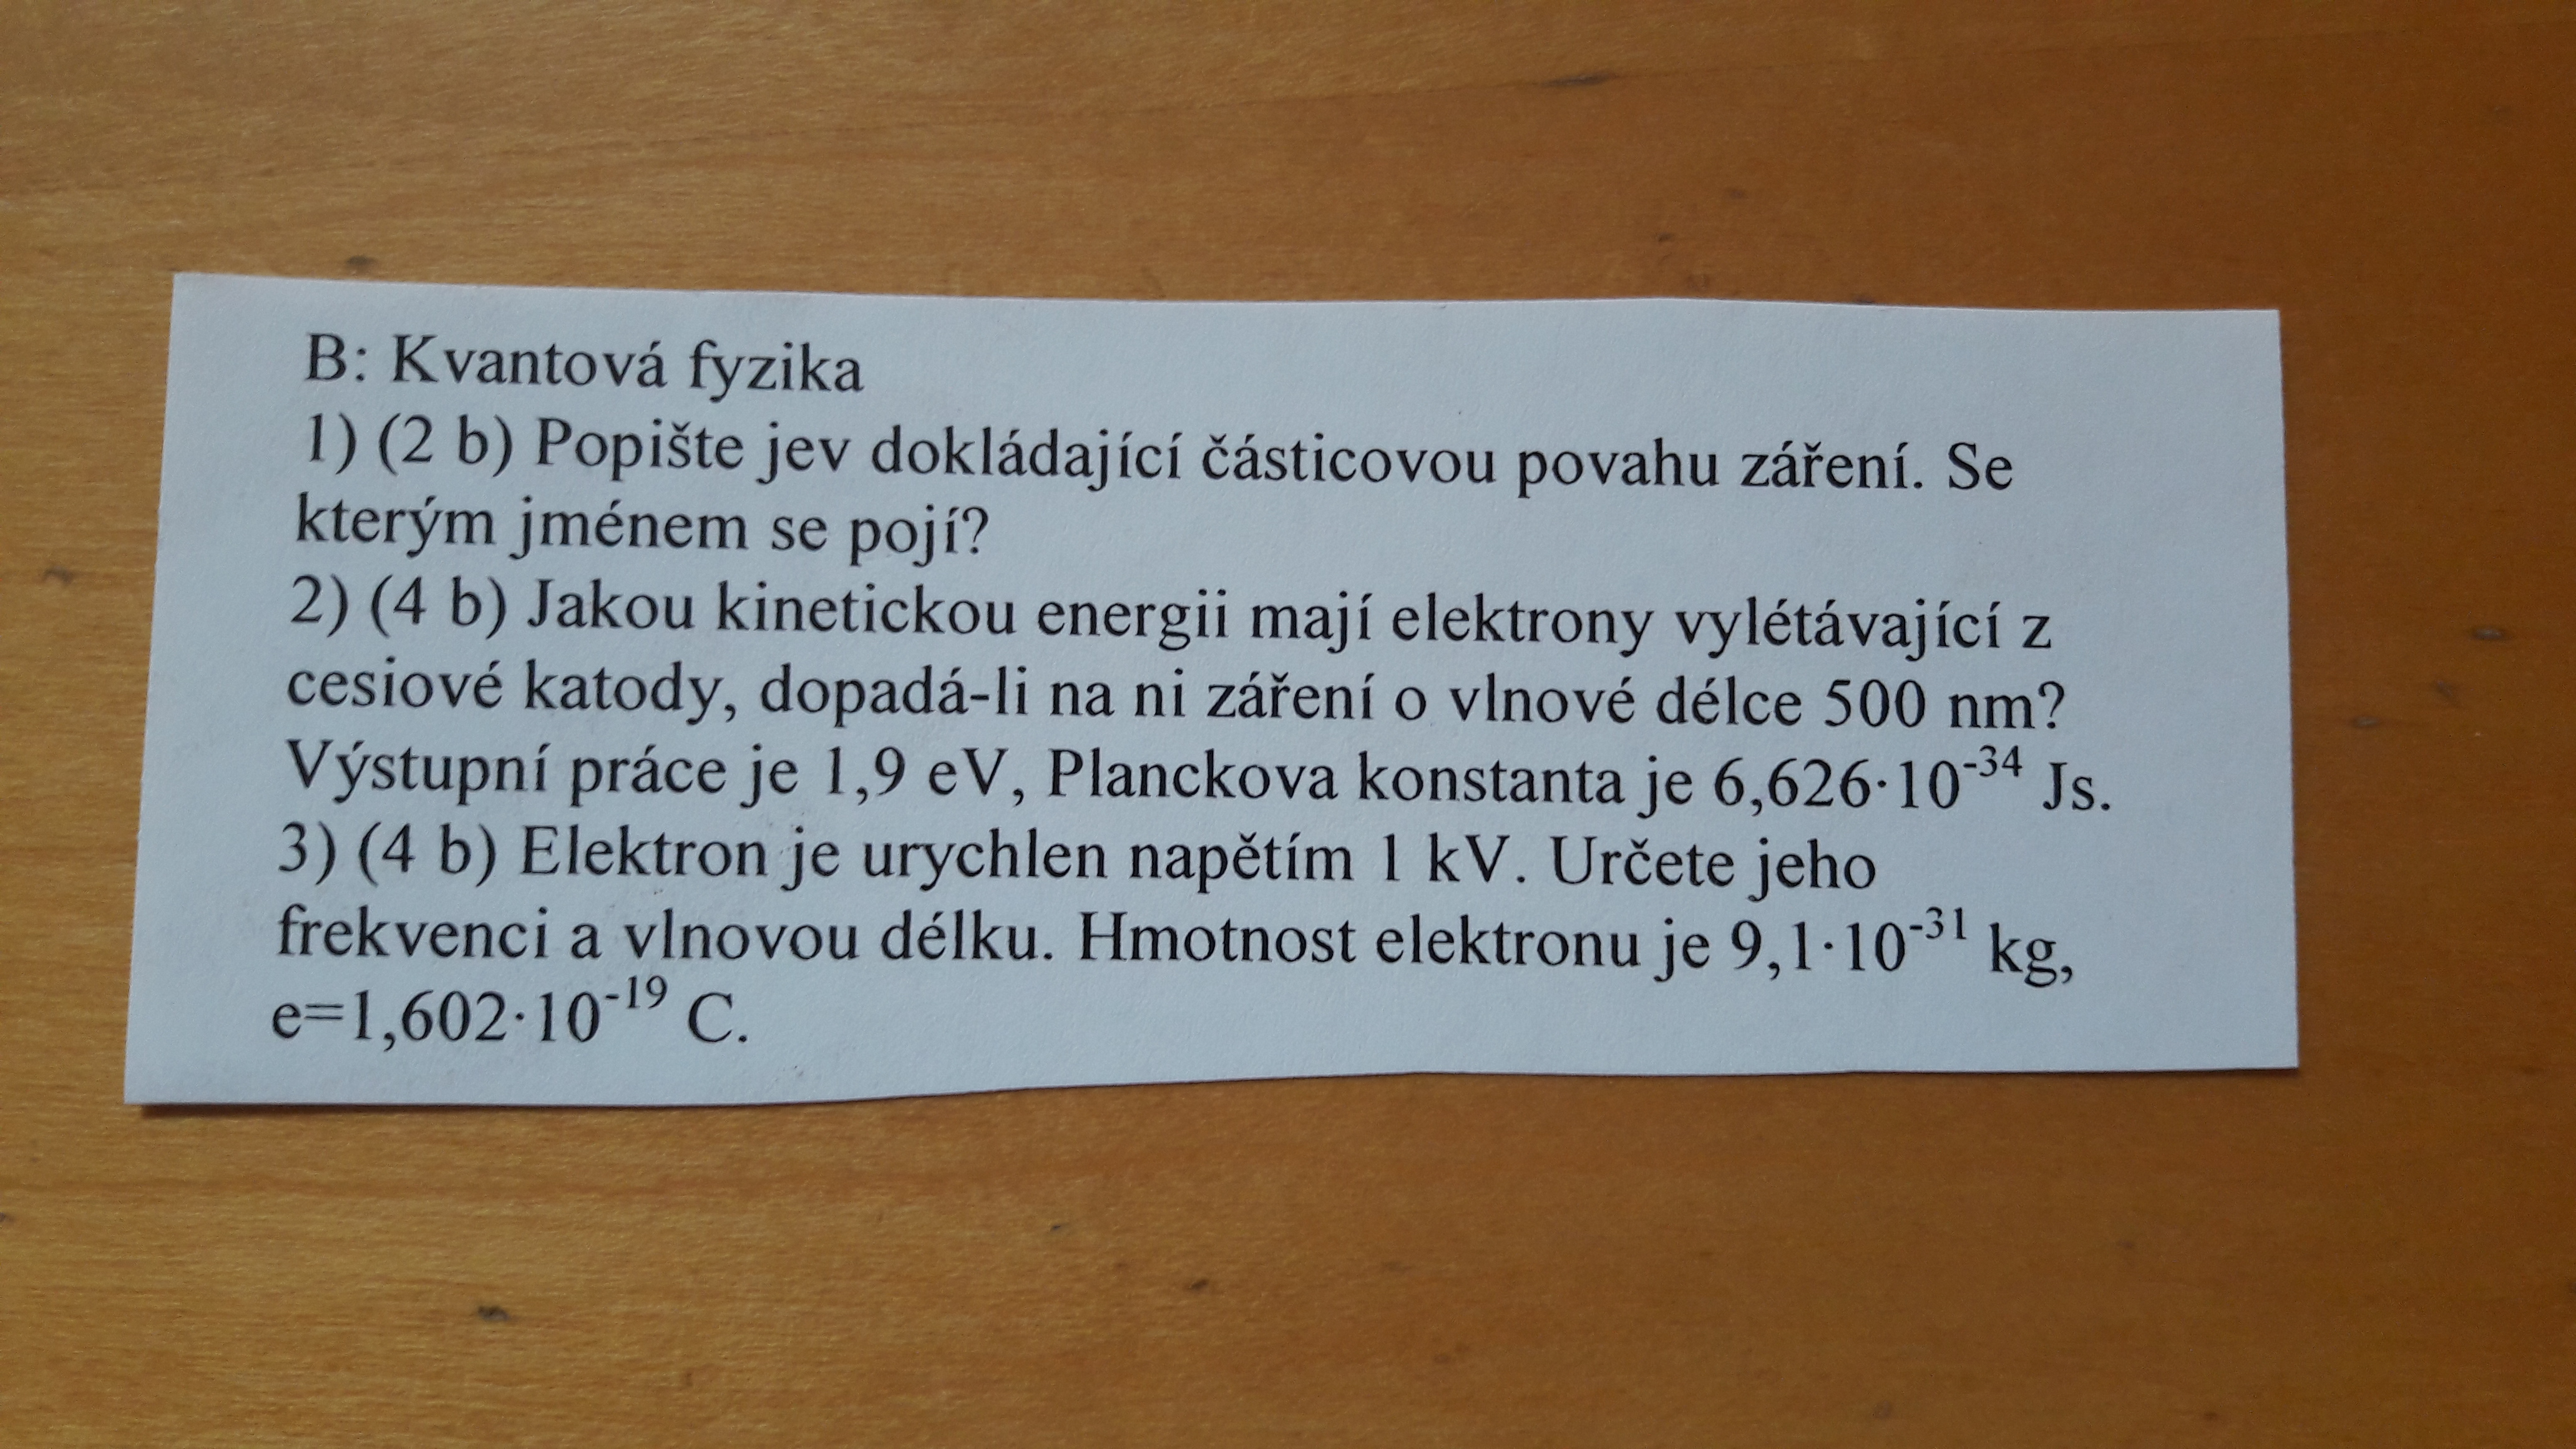 B: Kvantová fyzika
1) (2 b) Popište jev dokládající částicovou povahu záření. Se
kterým jménem se pojí?
2) (4 b) Jakou kinetickou energii mají elektrony vylétávající z
cesiové katody, dopadá-li na ni záření o vlnové délce 500 nm?
Výstupní práce je 1,9 eV, Planckova konstanta je 6,626·10⁻³⁴ Js.
3) (4 b) Elektron je urychlen napětím 1 kV. Určete jeho
frekvenci a vlnovou délku. Hmotnost elektronu je 9,1·10⁻³¹ kg,
e=1,602·10⁻¹⁹ C.